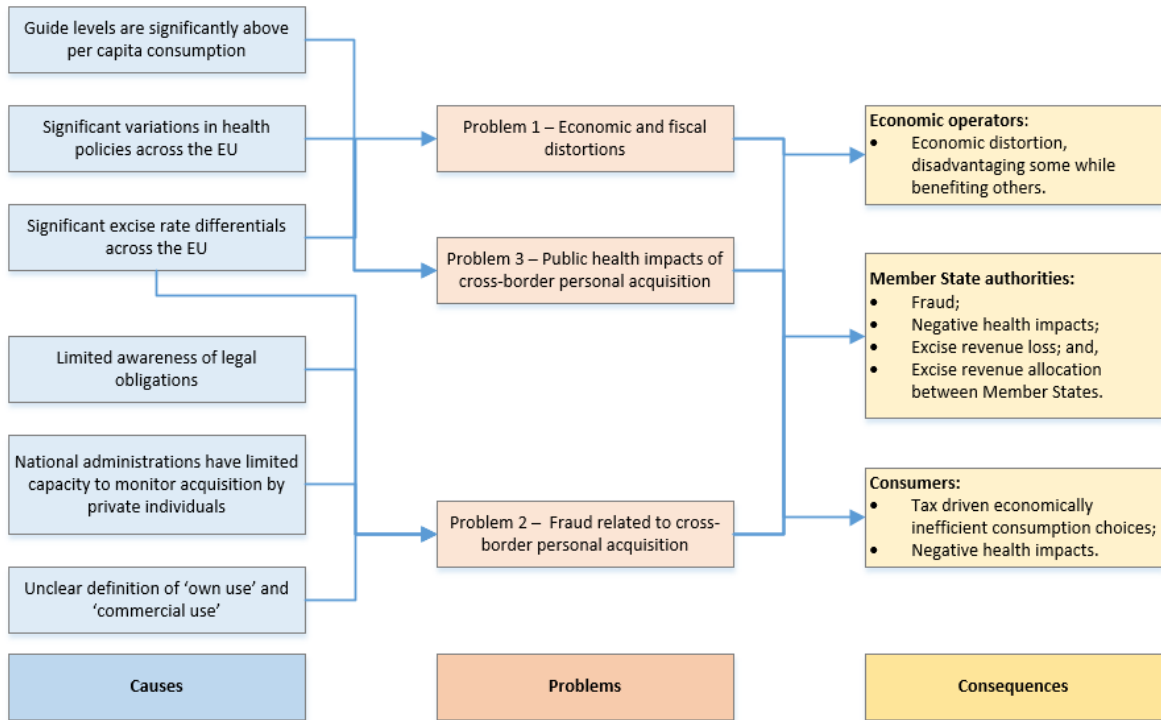 Guide levels are significantly above
per capita consumption
Significant variations in health
policies across the EU
Significant excise rate differentials
across the EU
Limited awareness of legal
obligations
National administrations have limited
capacity to monitor acquisition by
private individuals
Unclear definition of ‘own use’ and
‘commercial use’
Causes
Problem 1 – Economic and fiscal
distortions
Problem 3 – Public health impacts of
cross-border personal acquisition
Problem 2 – Fraud related to cross-
border personal acquisition
Problems
Economic operators:
• Economic distortion,
disadvantaging some while
benefiting others.
Member State authorities:
• Fraud;
• Negative health impacts;
• Excise revenue loss; and,
• Excise revenue allocation
between Member States.
Consumers:
• Tax driven economically
inefficient consumption choices;
• Negative health impacts.
Consequences